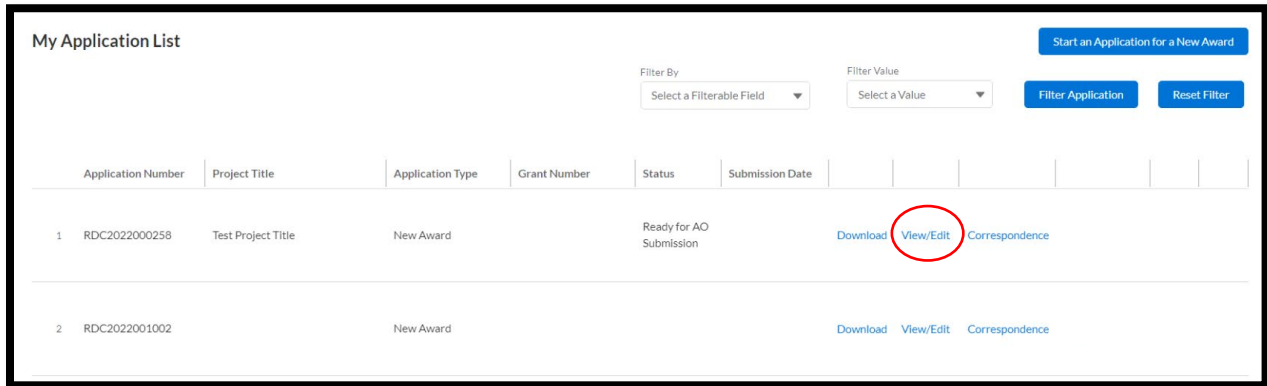 My Application List
Start an Application for a New Award
Filter By
Filter Value
Select a Filterable Field
Select a Value
Filter Application
Reset Filter
Application Number Project Title Application Type Grant Number Status Submission Date
1 RDC2022000258 Test Project Title New Award Ready for AO Submission Download View/Edit Correspondence
2 RDC2022001002 New Award Download View/Edit Correspondence